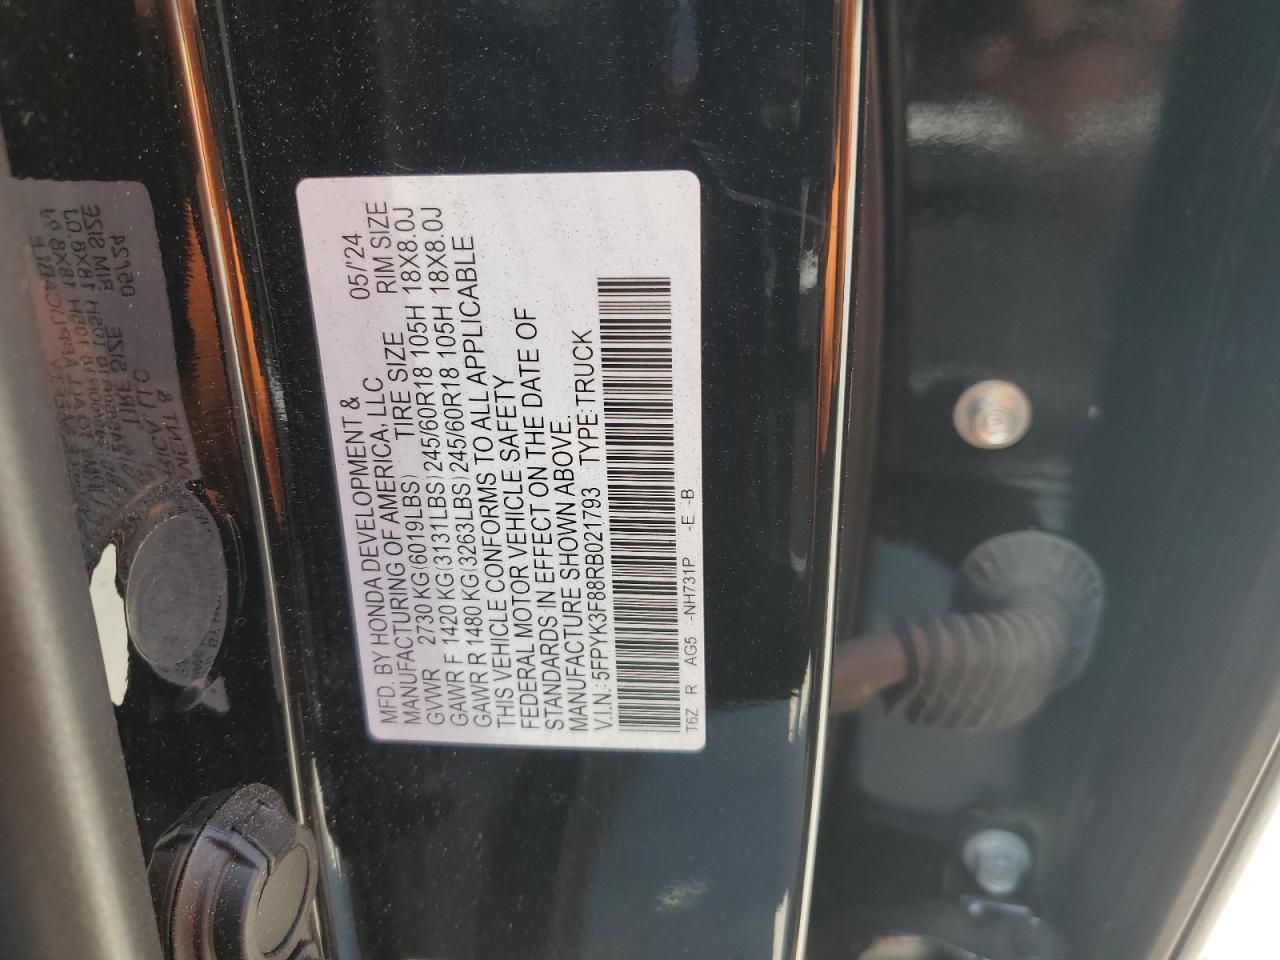 MFD. BY HONDA DEVELOPMENT &
MANUFACTURING OF AMERICA, LLC 05/'24
GVWR 2730 KG(6019LBS) TIRE SIZE RIM SIZE
GAWR F 1420 KG(3131LBS) 245/60R18 105H 18X8.0J
GAWR R 1480 KG(3263LBS) 245/60R18 105H 18X8.0J
THIS VEHICLE CONFORMS TO ALL APPLICABLE
FEDERAL MOTOR VEHICLE SAFETY
STANDARDS IN EFFECT ON THE DATE OF
MANUFACTURE SHOWN ABOVE.
V.I.N.: 5FPYK3F88RB021793 TYPE: TRUCK
T6Z R AG5 -NH731P -E -B